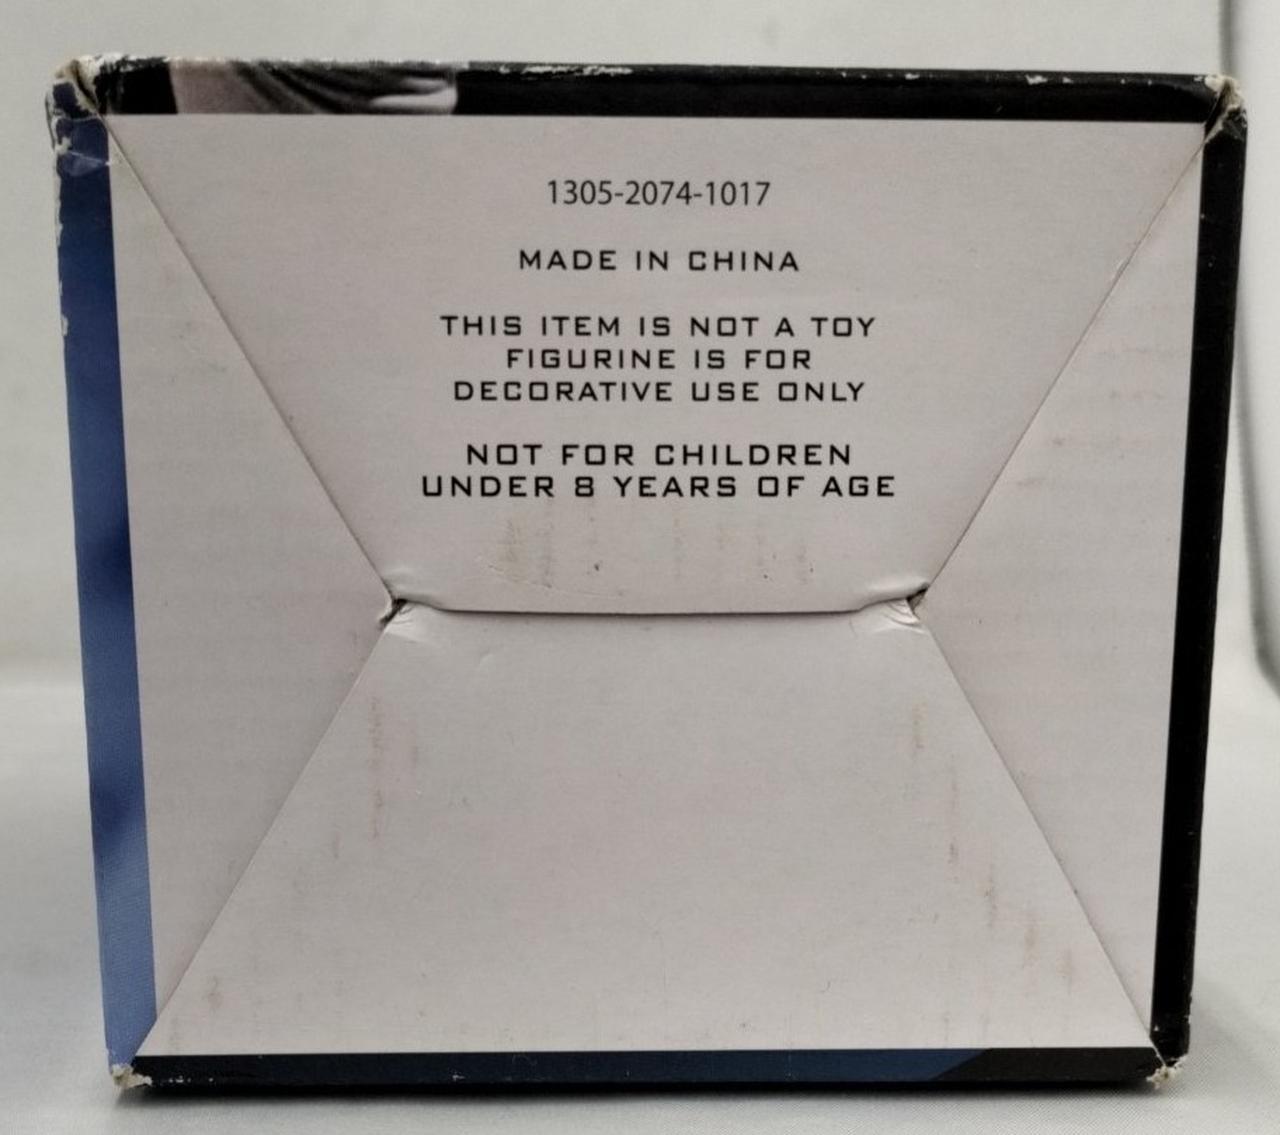 1305-2074-1017
MADE IN CHINA
THIS ITEM IS NOT A TOY
FIGURINE IS FOR
DECORATIVE USE ONLY
NOT FOR CHILDREN
UNDER 8 YEARS OF AGE